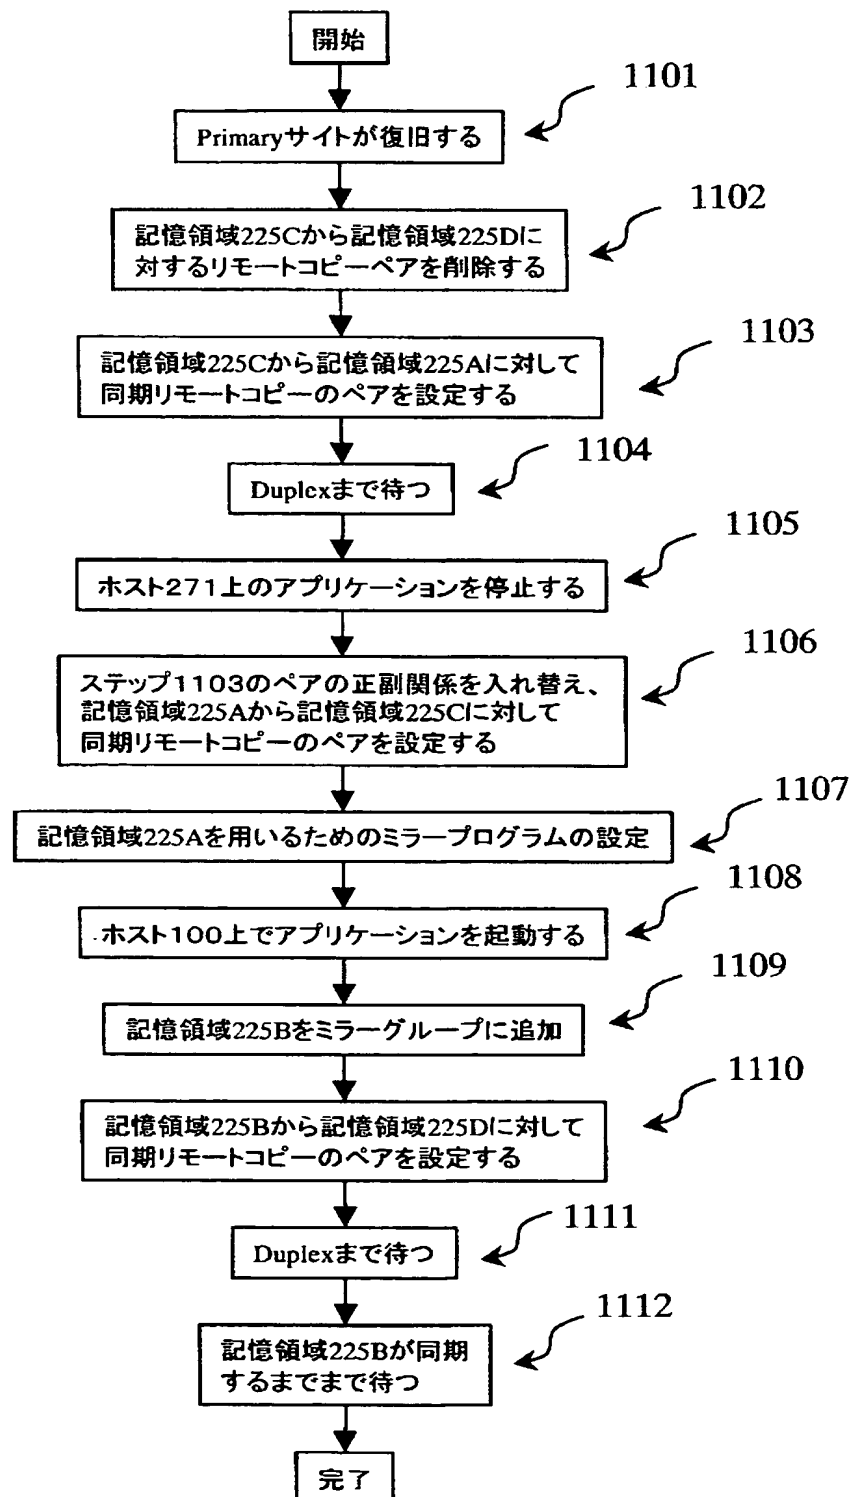 開始
1101
Primaryサイトが復旧する
1102
記憶領域225Cから記憶領域225Dに
対するリモートコピーペアを削除する
1103
記憶領域225Cから記憶領域225Aに対して
同期リモートコピーのペアを設定する
1104
Duplexまで待つ
1105
ホスト271上のアプリケーションを停止する
1106
ステップ1103のペアの正副関係を入れ替え、
記憶領域225Aから記憶領域225Cに対して
同期リモートコピーのペアを設定する
1107
記憶領域225Aを用いるためのミラープログラムの設定
1108
ホスト100上でアプリケーションを起動する
1109
記憶領域225Bをミラーグループに追加
1110
記憶領域225Bから記憶領域225Dに対して
同期リモートコピーのペアを設定する
1111
Duplexまで待つ
1112
記憶領域225Bが同期
するまでまで待つ
完了